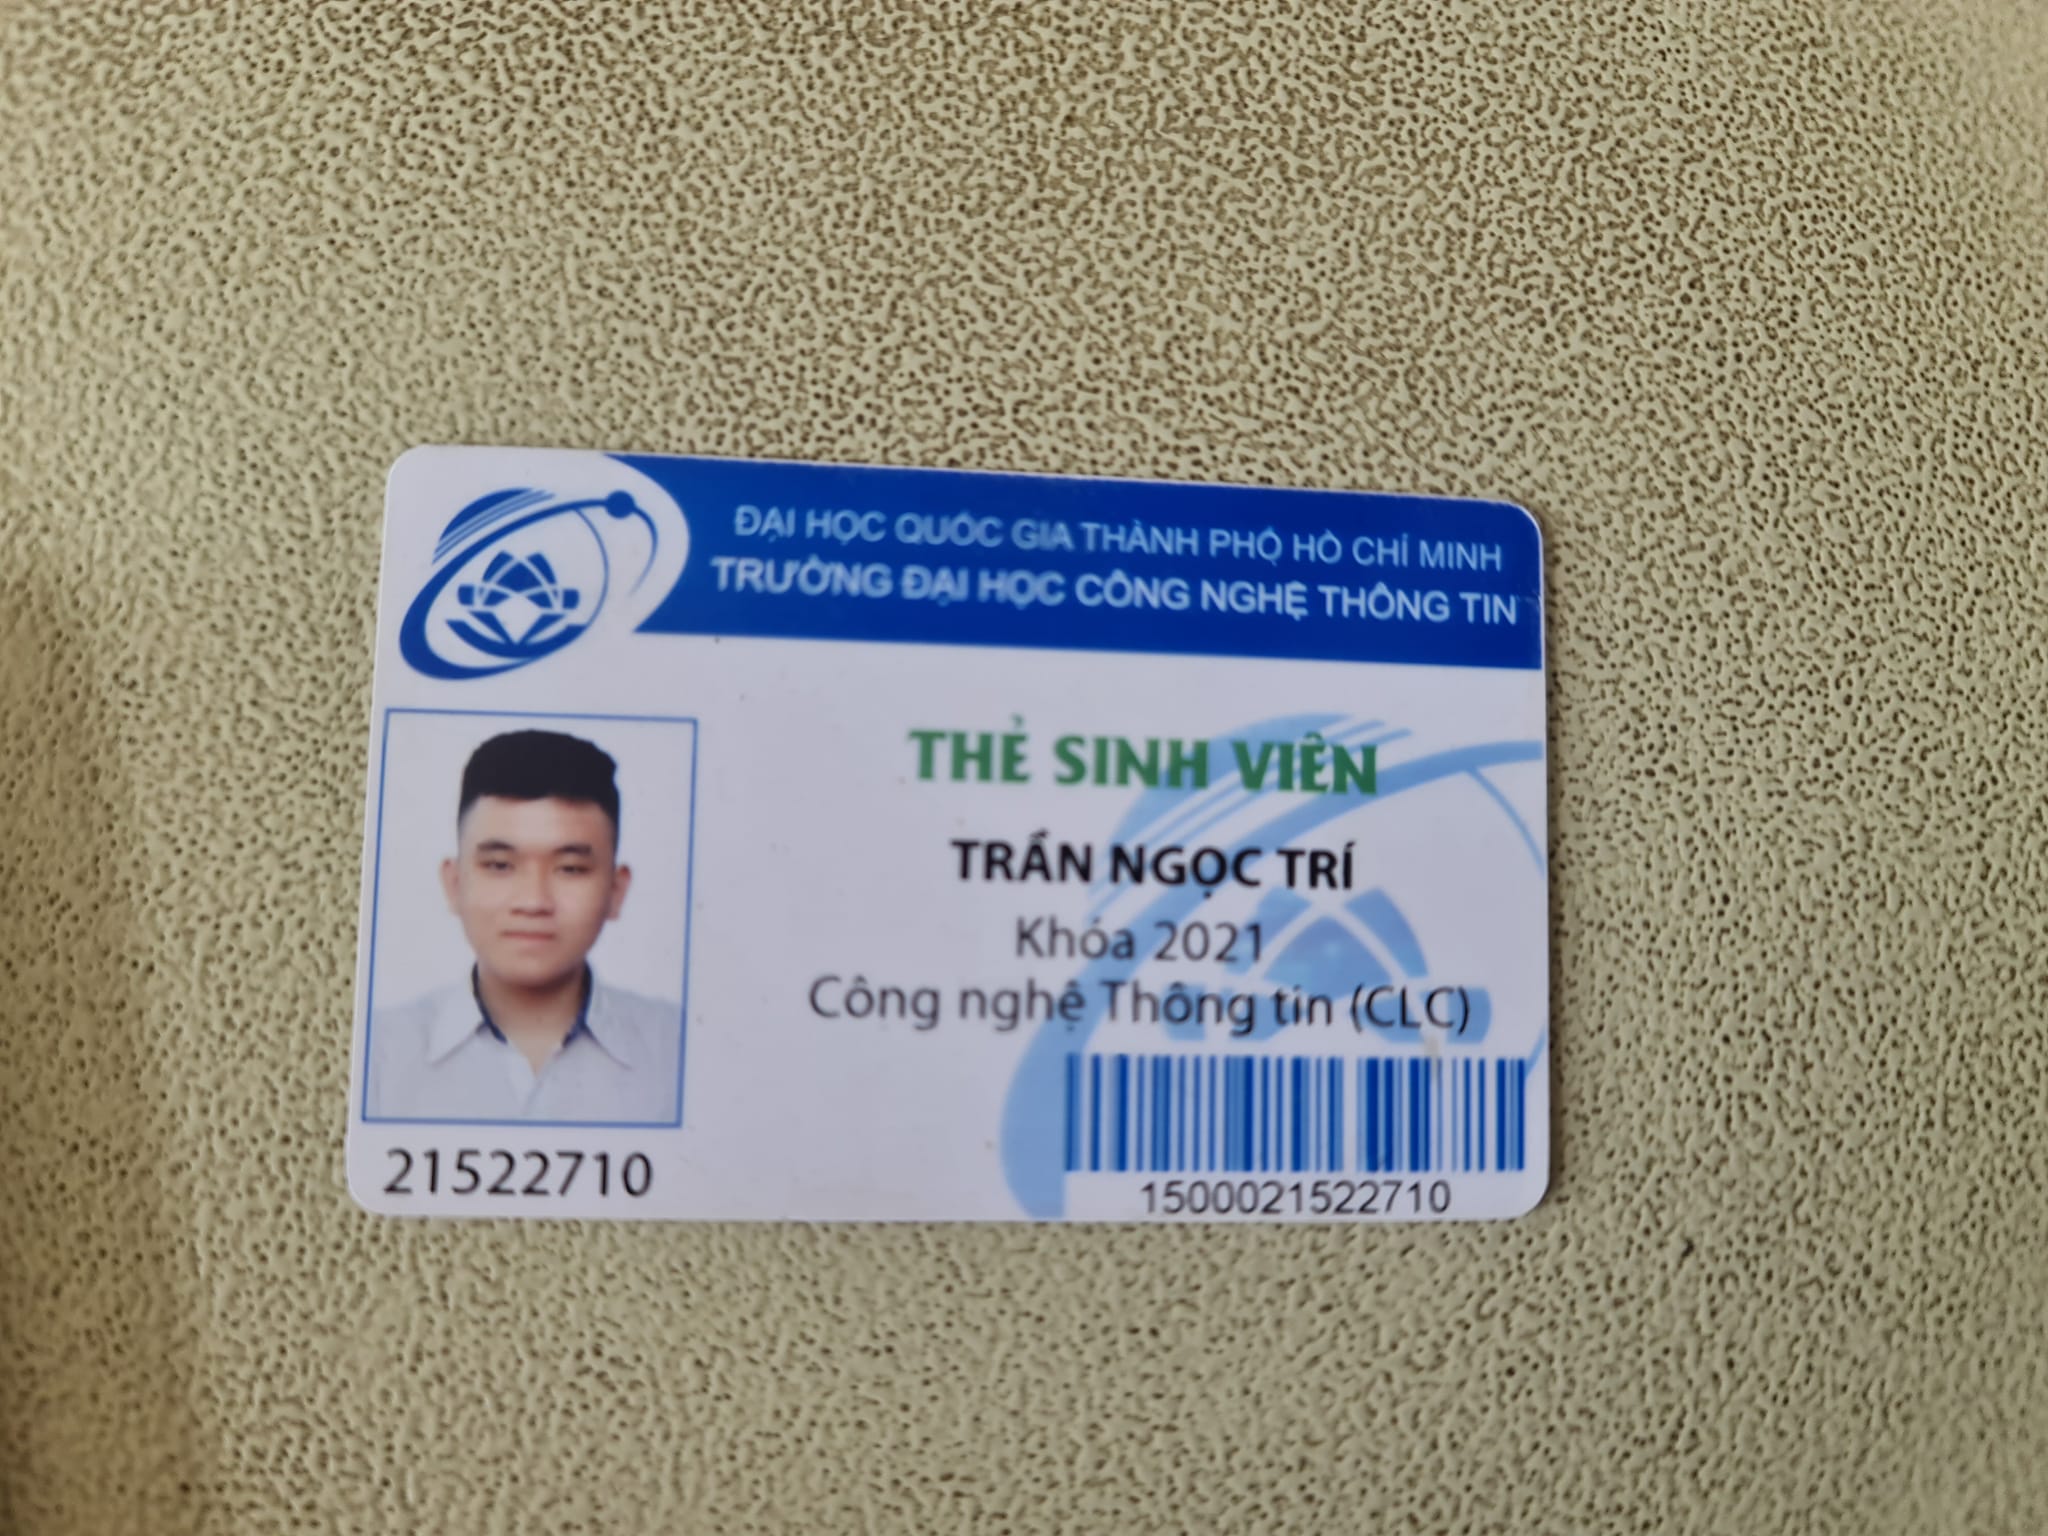 ĐẠI HỌC QUỐC GIA THÀNH PHỐ HỒ CHÍ MINH
TRƯỜNG ĐẠI HỌC CÔNG NGHỆ THÔNG TIN
THẺ SINH VIÊN
TRẦN NGỌC TRÍ
Khóa 2021
Công nghệ Thông tin (CLC)
21522710
1500021522710